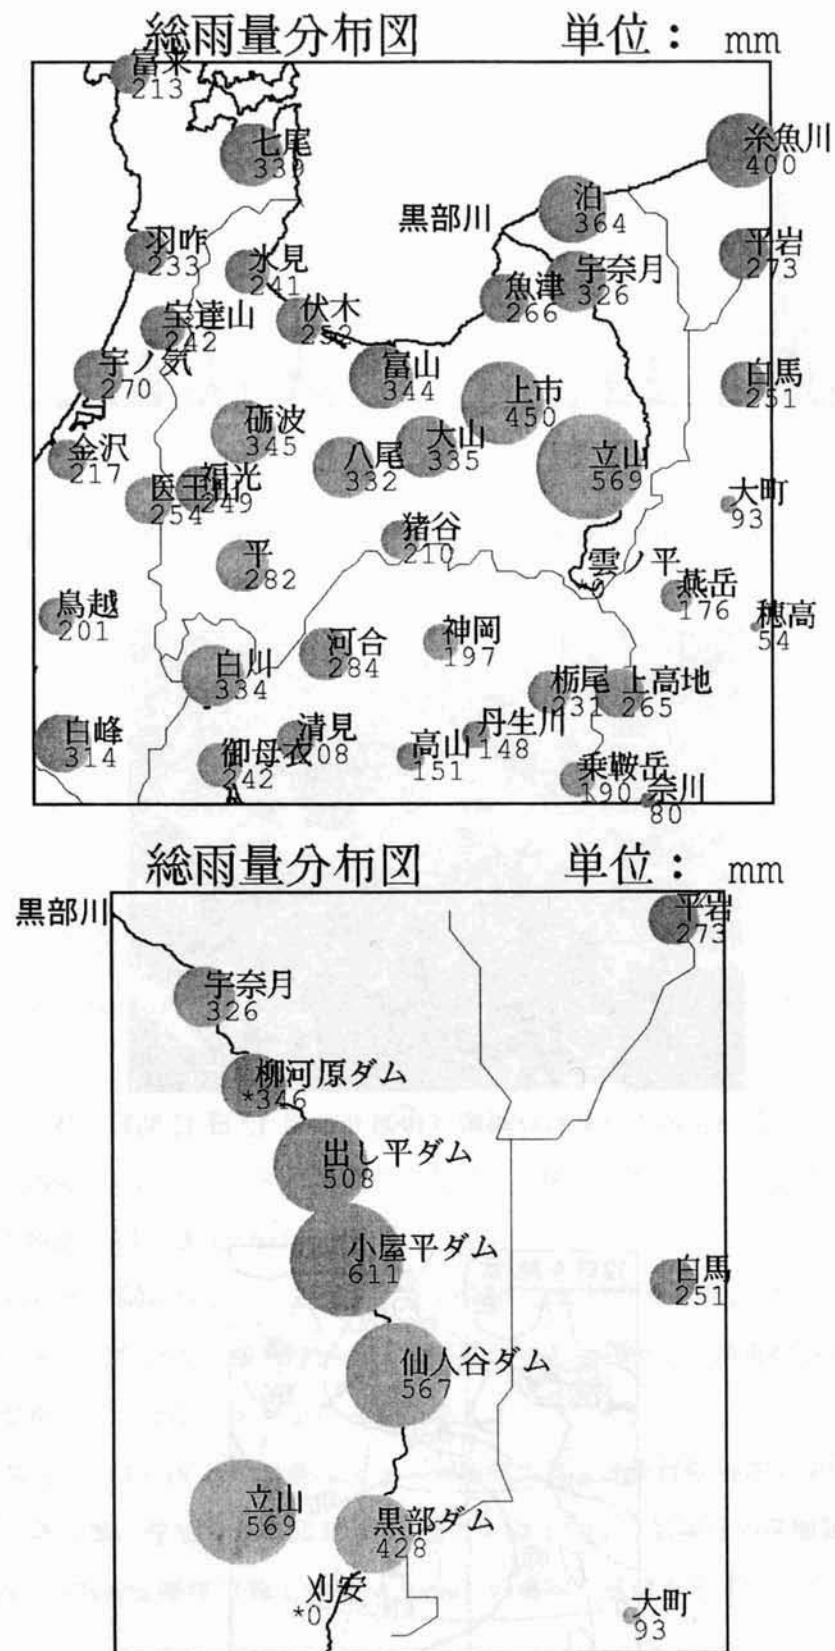 総雨量分布図 単位： mm
富来
213
七尾
339
糸魚川
400
泊
364
黒部川
羽咋
233
氷見
241
宇奈月
326
平岩
273
魚津
266
伏木
252
宝達山
242
宇ノ気
270
富山
344
上市
450
白馬
251
砺波
345
大山
335
金沢
217
八尾
332
立山
569
福光
249
医王山
254
大町
93
猪谷
210
平
282
雲ノ平
燕岳
176
鳥越
201
穂高
54
神岡
197
河合
284
白川
334
栃尾
231
上高地
265
白峰
314
清見
208
丹生川
148
御母衣
242
高山
151
乗鞍岳
190
奈川
80
総雨量分布図 単位： mm
黒部川
平岩
273
宇奈月
326
柳河原ダム
*346
出し平ダム
508
小屋平ダム
611
白馬
251
仙人谷ダム
567
立山
569
黒部ダム
428
刈安
*0
大町
93